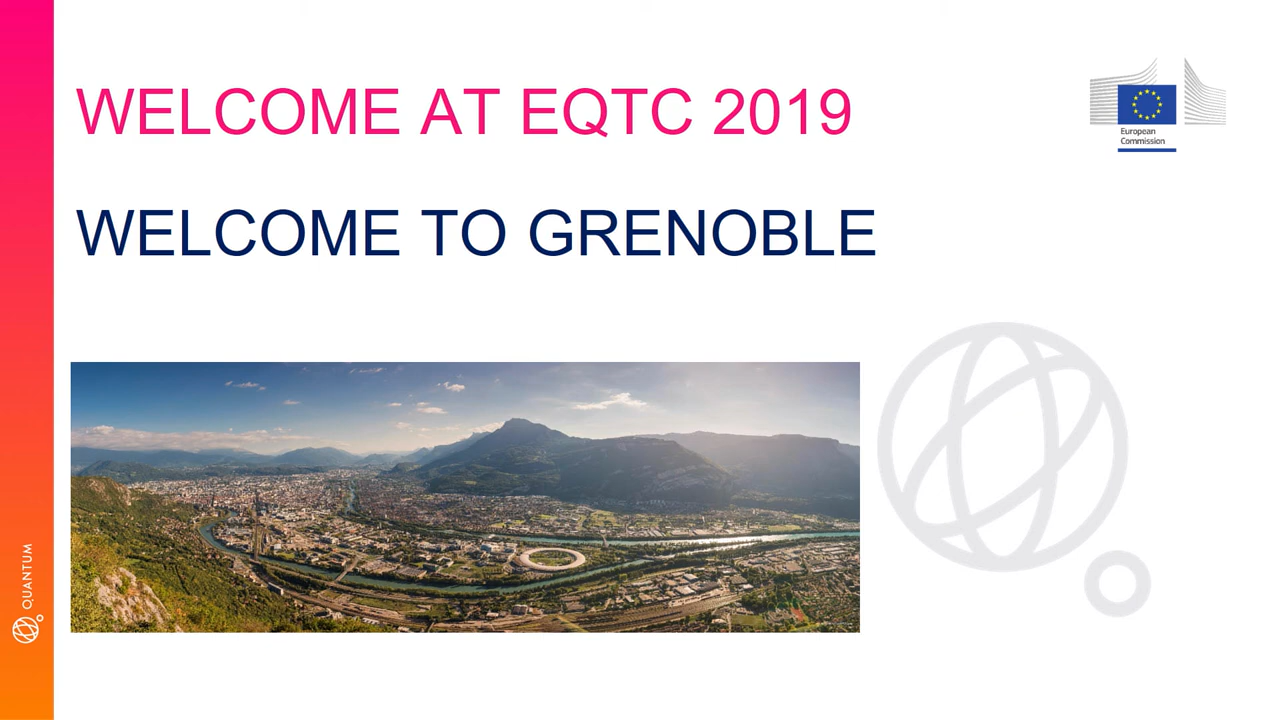 WELCOME AT EQTC 2019
European
Commission
WELCOME TO GRENOBLE
QUANTUM